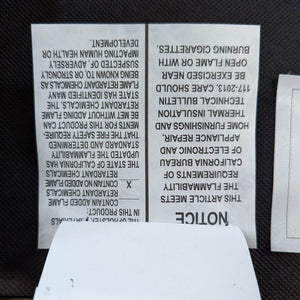 NOTICE
THIS ARTICLE MEETS
THE FLAMMABILITY
REQUIREMENTS OF
CALIFORNIA BUREAU
OF ELECTRONIC AND
APPLIANCE REPAIR,
HOME FURNISHINGS AND
THERMAL INSULATION
TECHNICAL BULLETIN
117-2013. CARE SHOULD
BE EXERCISED NEAR
OPEN FLAME OR WITH
BURNING CIGARETTES.
THE UPHOLSTERY MATERIALS
IN THIS PRODUCT:
CONTAIN ADDED FLAME
RETARDANT CHEMICALS
X CONTAIN NO ADDED FLAME
RETARDANT CHEMICALS
THE STATE OF CALIFORNIA HAS
UPDATED THE FLAMMABILITY
STANDARD AND DETERMINED
THAT THE FIRE SAFETY REQUIRE-
MENTS FOR THIS PRODUCT CAN
BE MET WITHOUT ADDING FLAME
RETARDANT CHEMICALS. THE
STATE HAS IDENTIFIED MANY
FLAME RETARDANT CHEMICALS AS
BEING KNOWN TO, OR STRONGLY
SUSPECTED OF, ADVERSELY
IMPACTING HUMAN HEALTH OR
DEVELOPMENT.